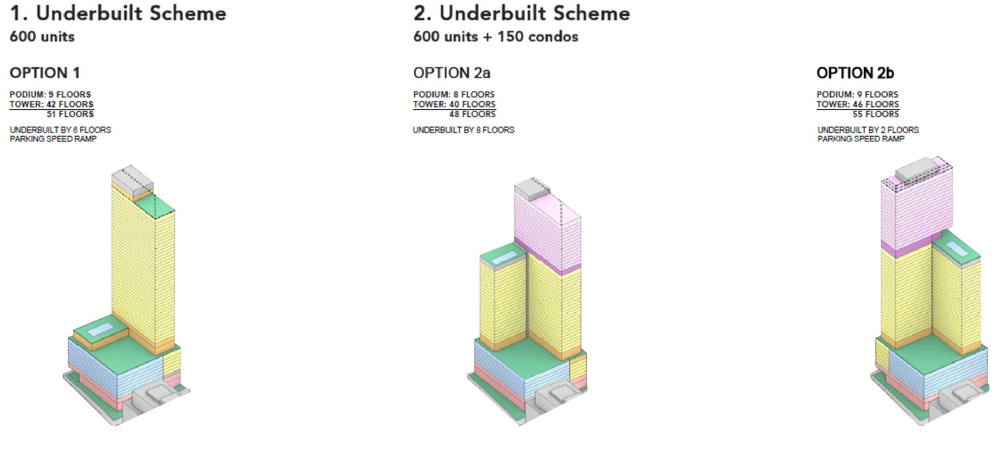 1. Underbuilt Scheme
600 units
OPTION 1
PODIUM: 9 FLOORS
TOWER: 42 FLOORS
51 FLOORS
UNDERBUILT BY 6 FLOORS
PARKING SPEED RAMP
2. Underbuilt Scheme
600 units + 150 condos
OPTION 2a
PODIUM: 8 FLOORS
TOWER: 40 FLOORS
48 FLOORS
UNDERBUILT BY 8 FLOORS
OPTION 2b
PODIUM: 9 FLOORS
TOWER: 46 FLOORS
55 FLOORS
UNDERBUILT BY 2 FLOORS
PARKING SPEED RAMP